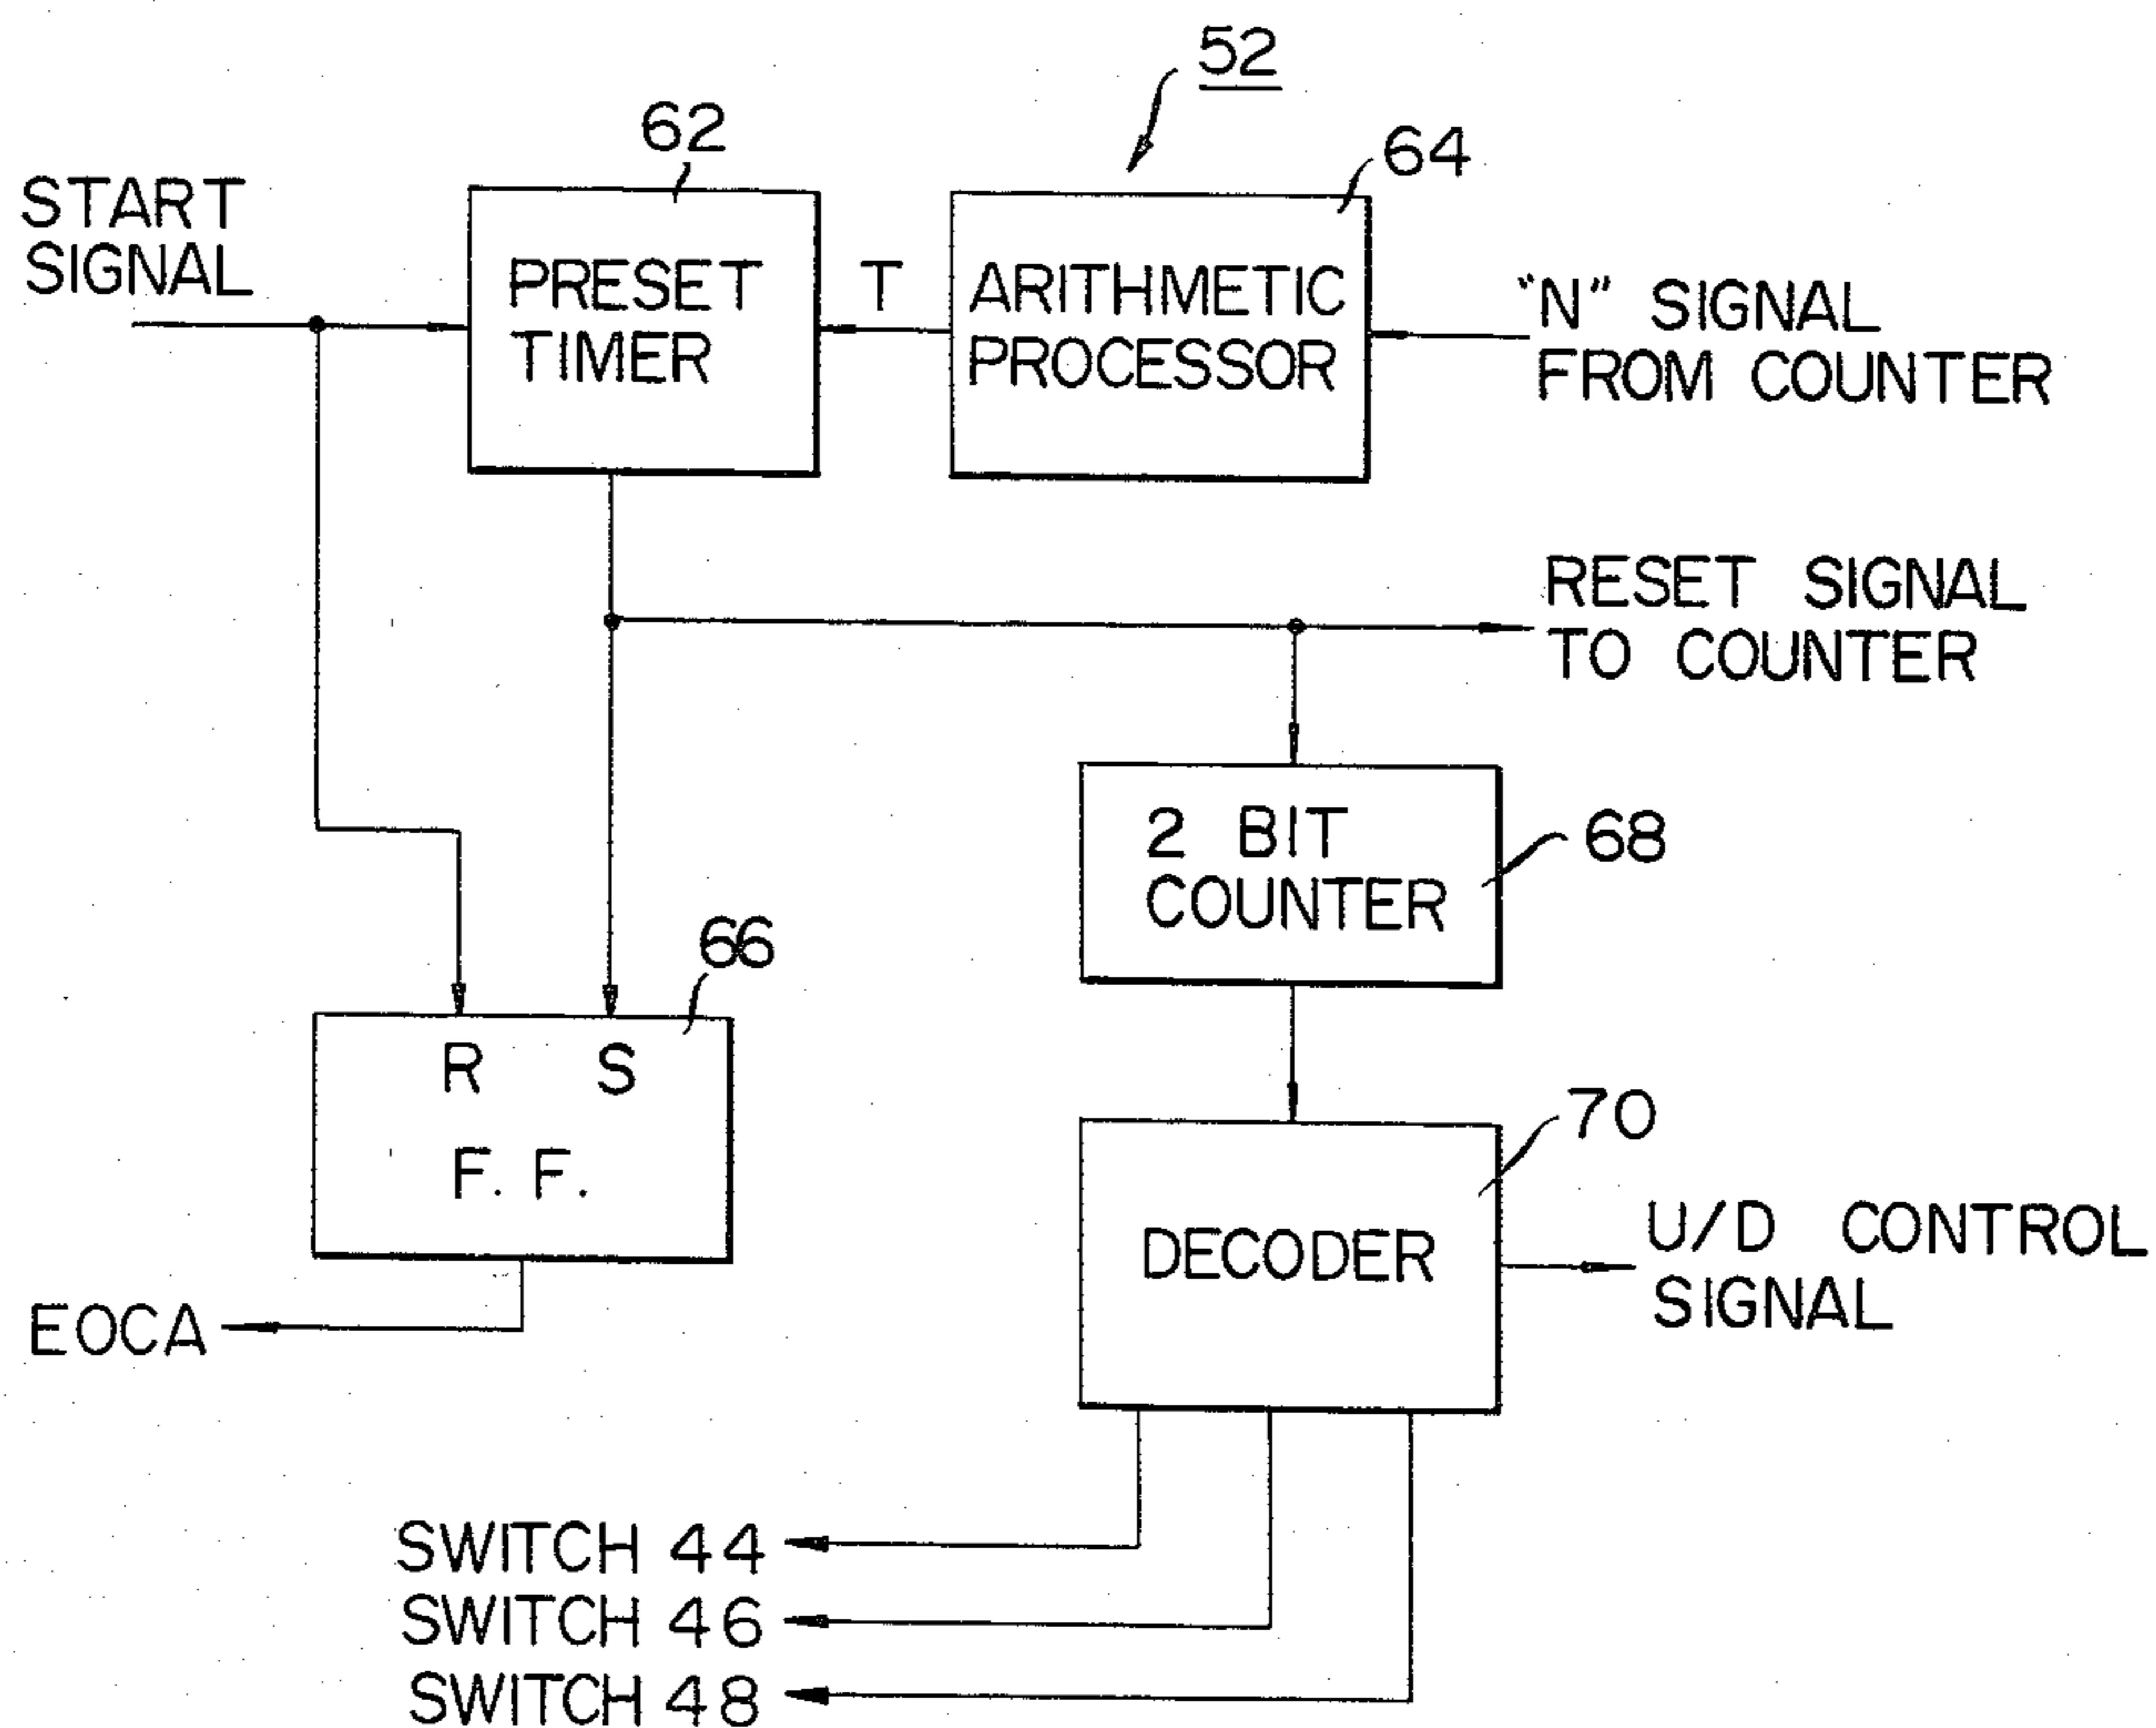 52
62
64
START
SIGNAL
PRESET
TIMER
T
ARITHMETIC
PROCESSOR
"N" SIGNAL
FROM COUNTER
RESET SIGNAL
TO COUNTER
2 BIT
COUNTER
68
66
R S
F. F.
70
DECODER
U/D CONTROL
SIGNAL
EOCA
SWITCH 44
SWITCH 46
SWITCH 48